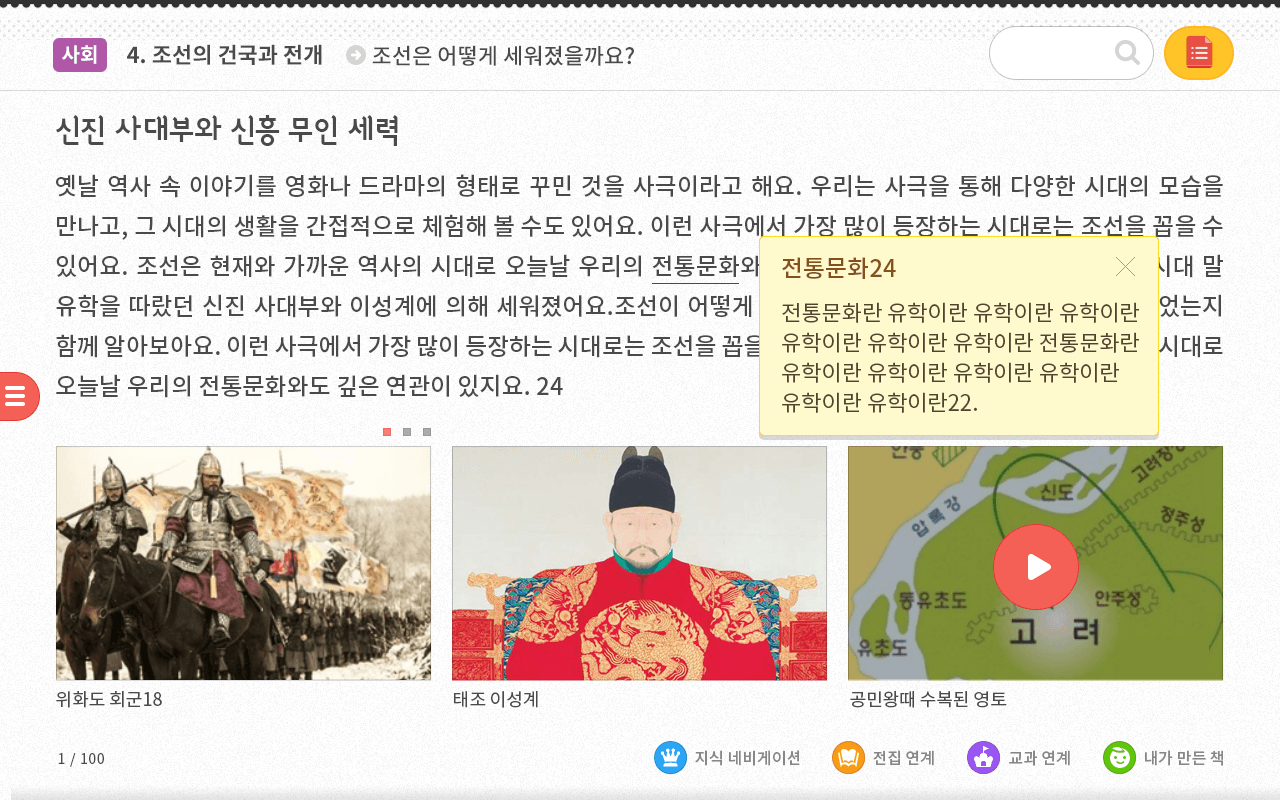 사회 4. 조선의 건국과 전개 조선은 어떻게 세워졌을까요?
신진 사대부와 신흥 무인 세력
옛날 역사 속 이야기를 영화나 드라마의 형태로 꾸민 것을 사극이라고 해요. 우리는 사극을 통해 다양한 시대의 모습을
만나고, 그 시대의 생활을 간접적으로 체험해 볼 수도 있어요. 이런 사극에서 가장 많이 등장하는 시대로는 조선을 꼽을 수
있어요. 조선은 현재와 가까운 역사의 시대로 오늘날 우리의 전통문화와 시대 말
유학을 따랐던 신진 사대부와 이성계에 의해 세워졌어요.조선이 어떻게 었는지
함께 알아보아요. 이런 사극에서 가장 많이 등장하는 시대로는 조선을 꼽을 시대로
오늘날 우리의 전통문화와도 깊은 연관이 있지요. 24
전통문화24
전통문화란 유학이란 유학이란 유학이란
유학이란 유학이란 유학이란 전통문화란
유학이란 유학이란 유학이란 유학이란
유학이란 유학이란22.
신도
고려장성
압록강
정주성
동유초도
안주성
고 려
유초도
위화도 회군18
태조 이성계
공민왕때 수복된 영토
1 / 100
지식 네비게이션
전집 연계
교과 연계
내가 만든 책